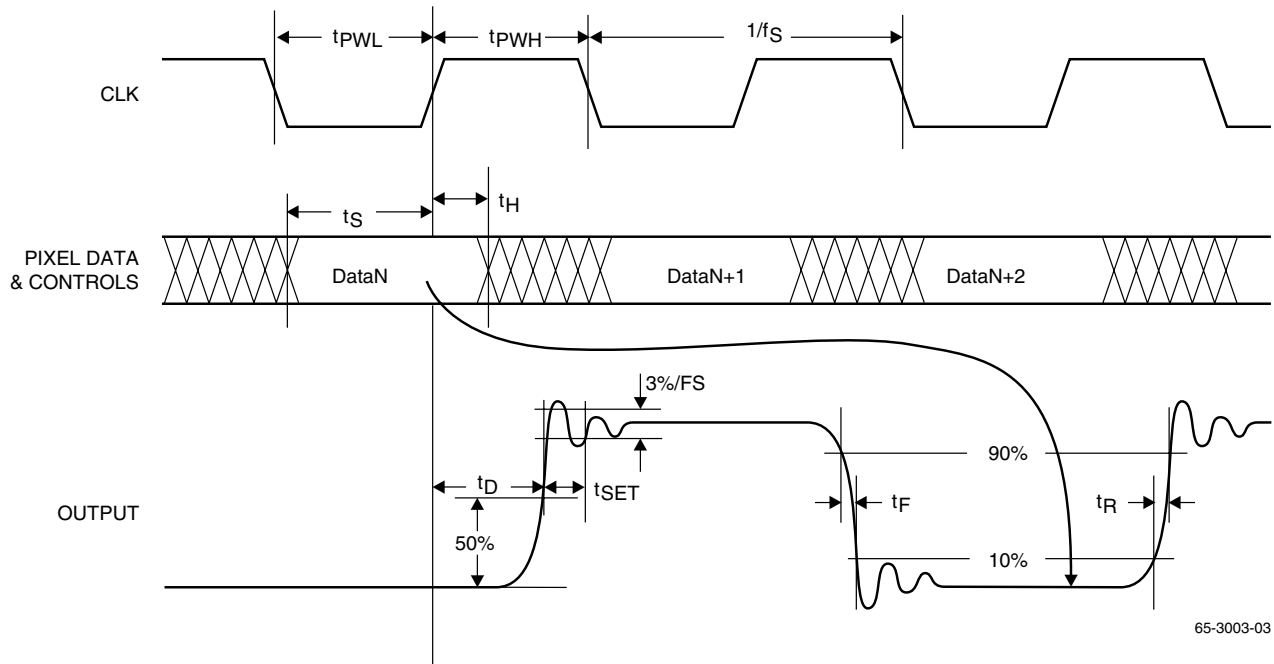 tPWL
tPWH
1/fS
CLK
tS
tH
PIXEL DATA
& CONTROLS
DataN
DataN+1
DataN+2
3%/FS
tD
tSET
90%
tF
tR
OUTPUT
50%
10%
65-3003-03